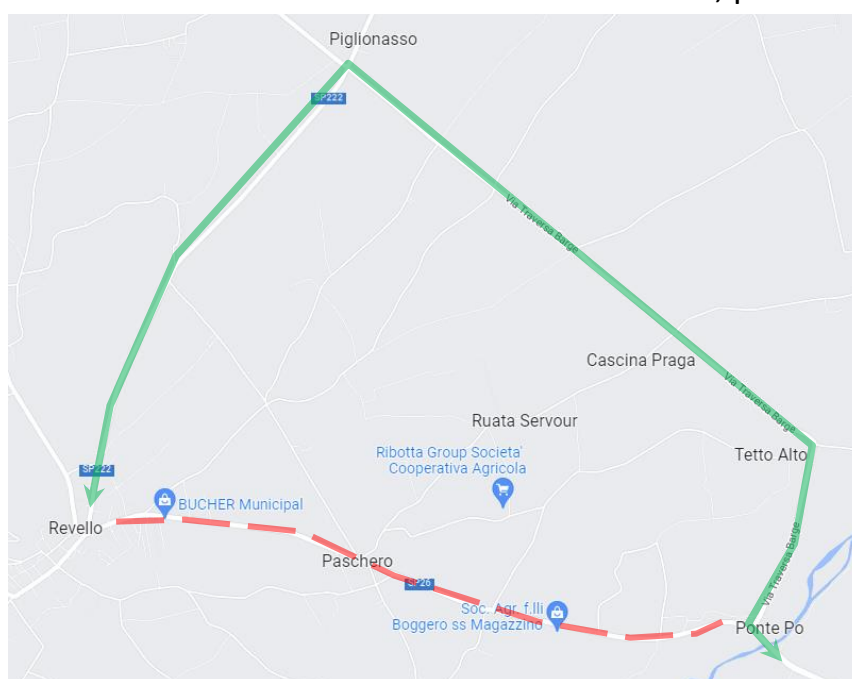 Piglionasso
SP222
Via Traversa Barge
Cascina Praga
Via Traversa Barge
Ruata Servour
Tetto Alto
Ribotta Group Societa'
Cooperativa Agricola
SP222
BUCHER Municipal
Revello
Via Traversa Barge
Paschero
SP26
Soc. Agr. f.lli
Boggero ss Magazzino
Ponte Po